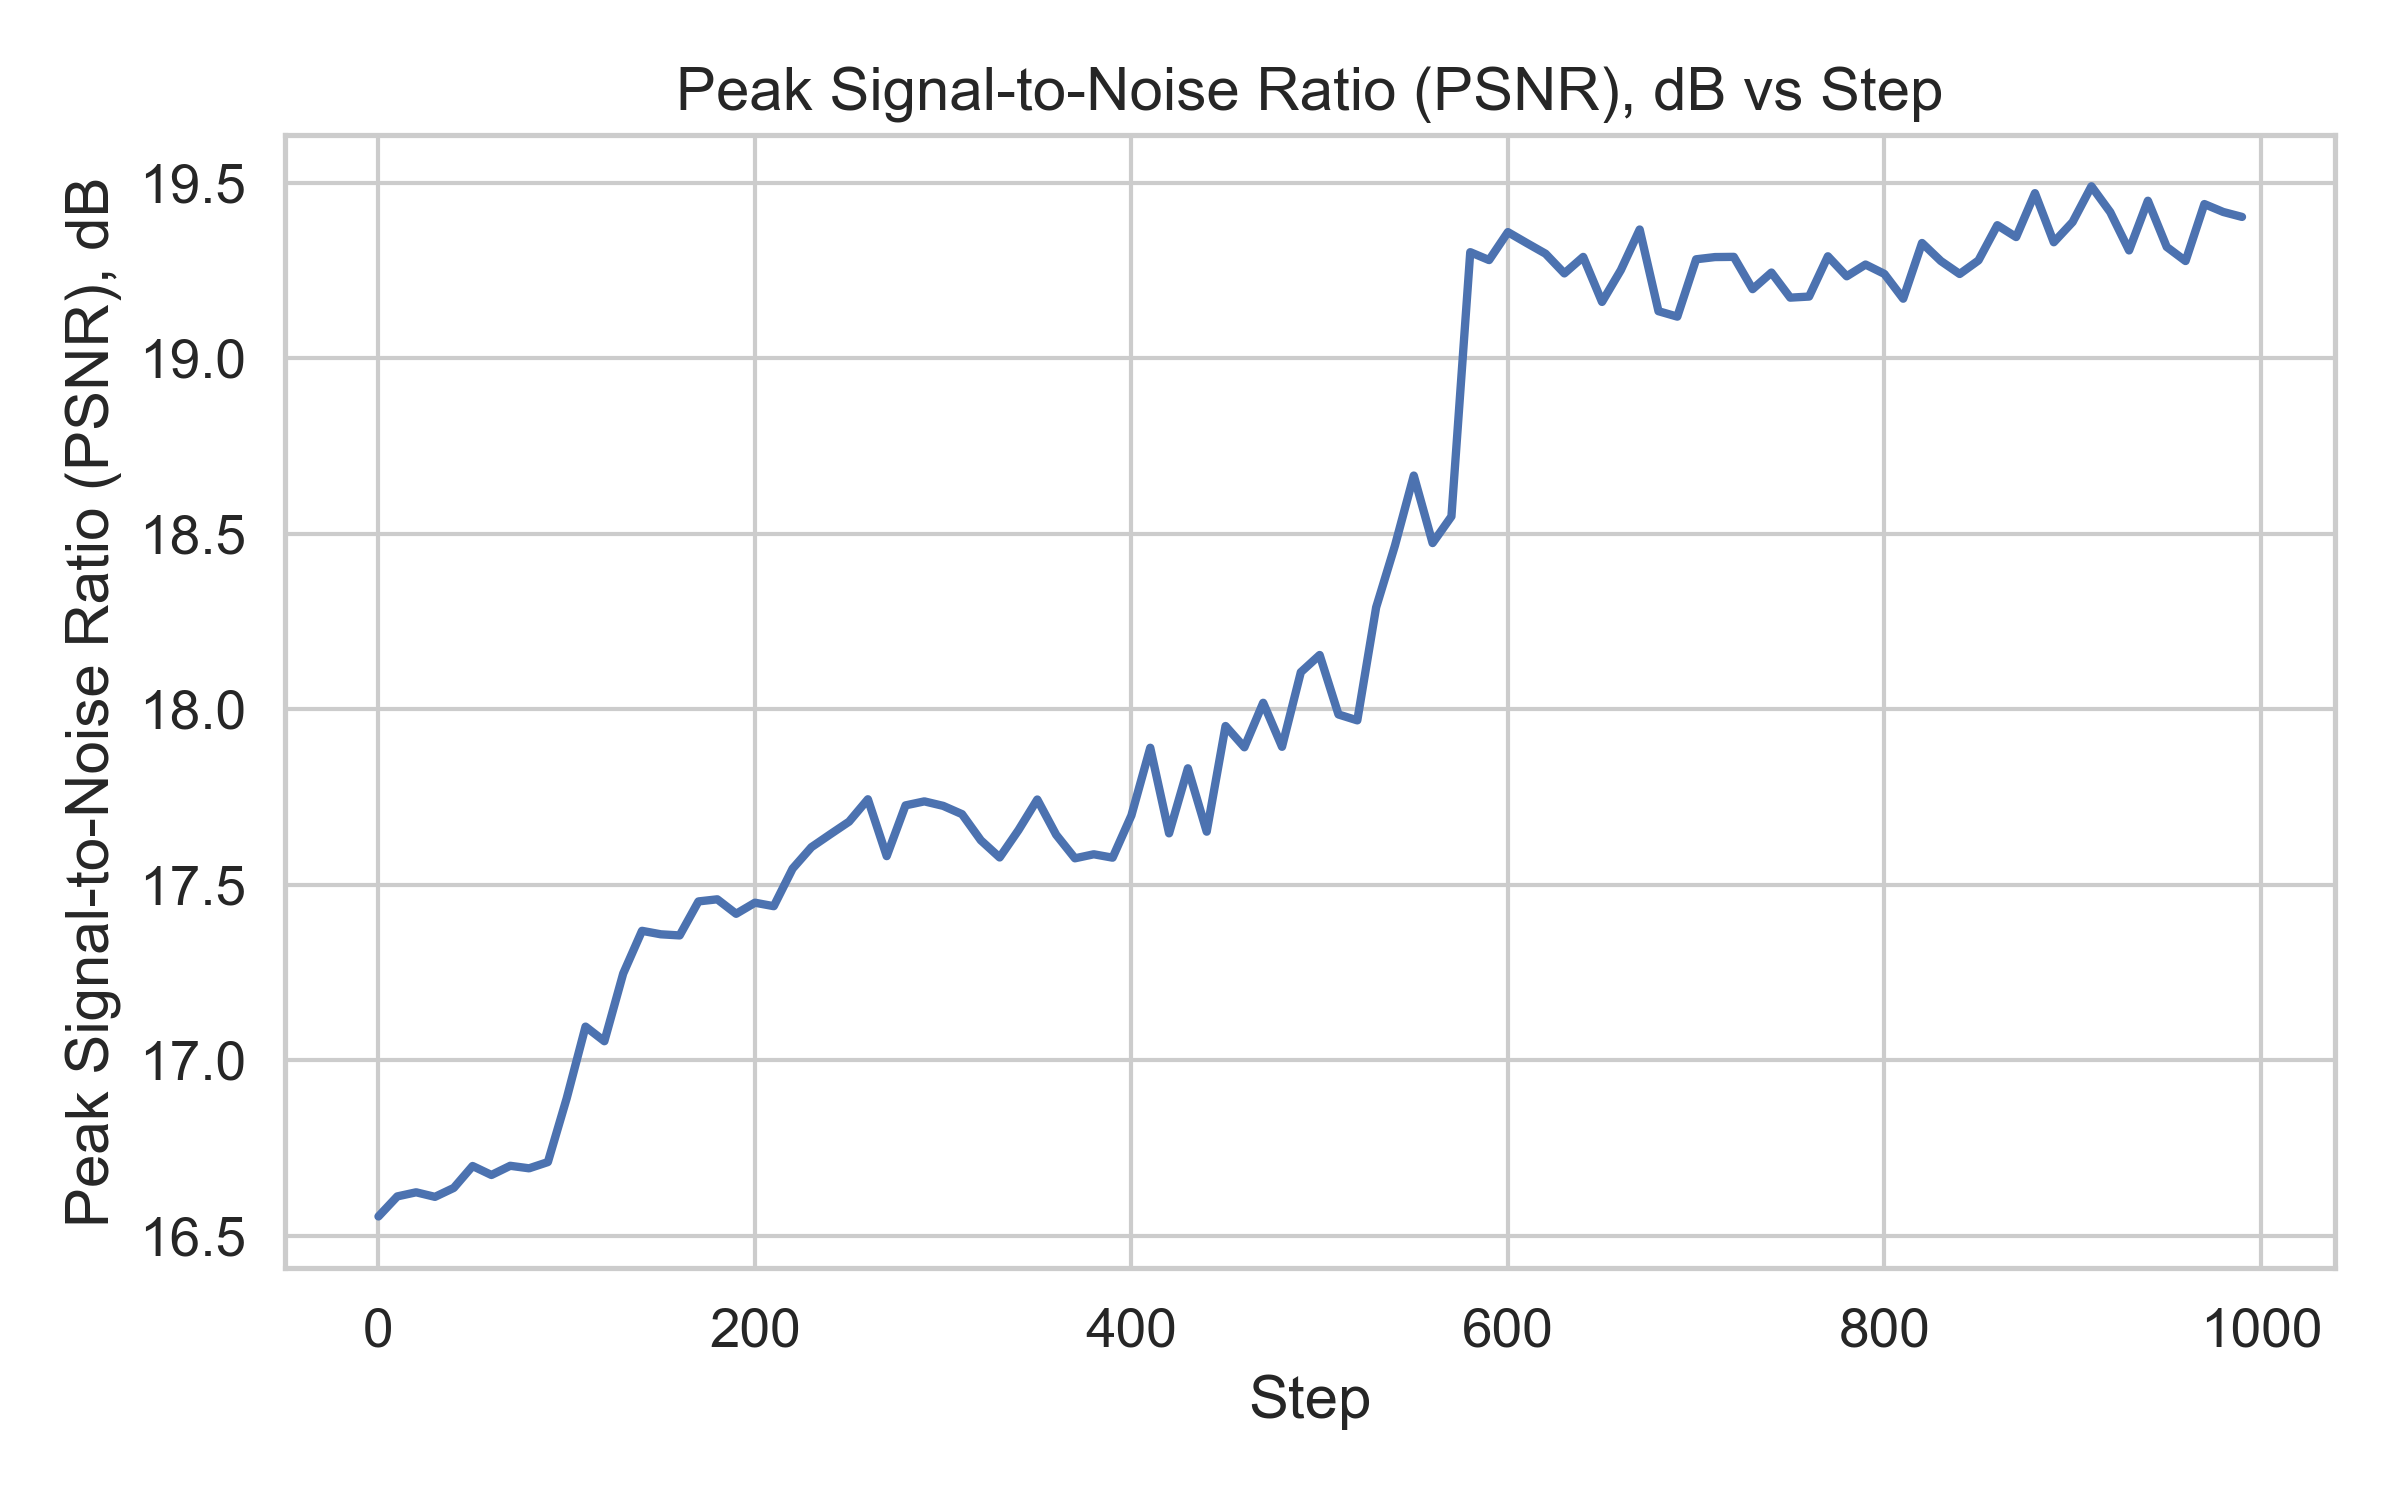 Peak Signal-to-Noise Ratio (PSNR), dB vs Step
Peak Signal-to-Noise Ratio (PSNR), dB
19.5
19.0
18.5
18.0
17.5
17.0
16.5
0 200 400 600 800 1000
Step